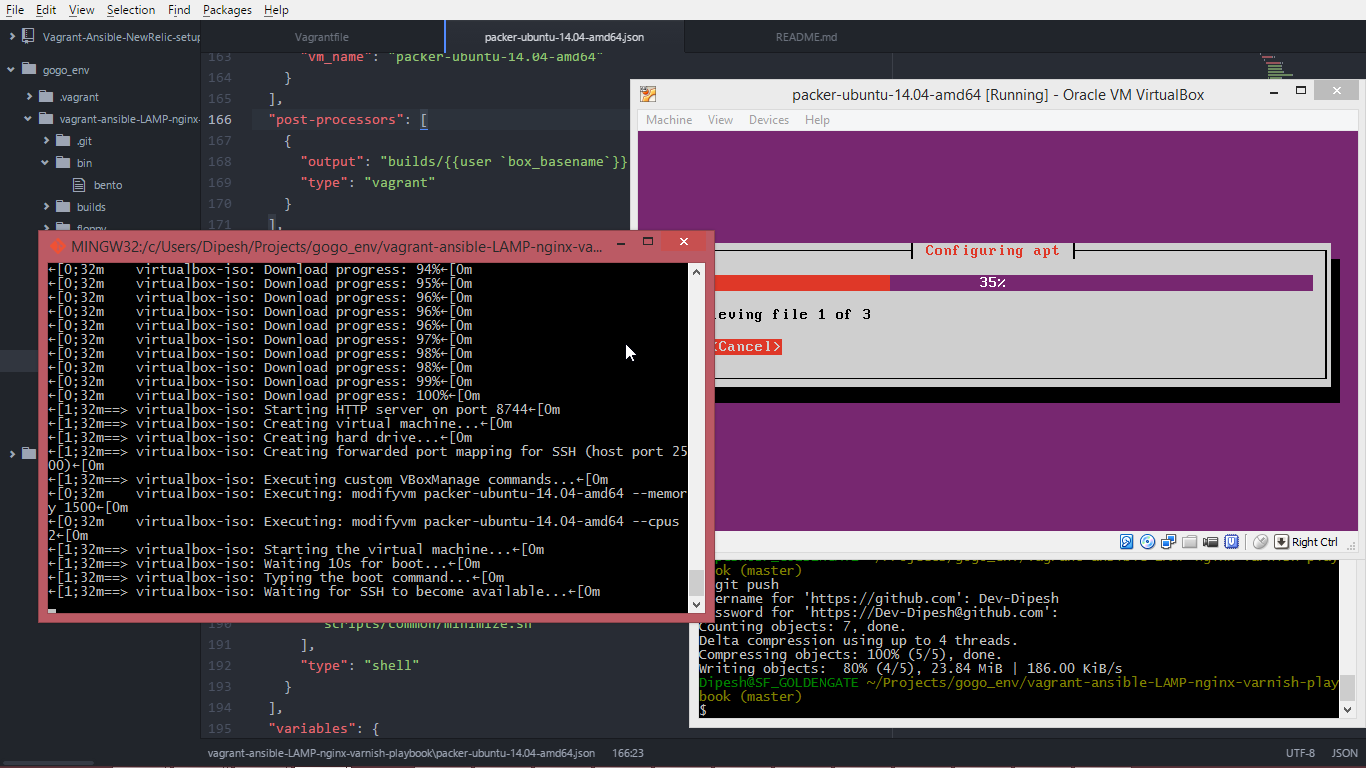 File Edit View Selection Find Packages Help
Vagrant-Ansible-NewRelic-setup
gogo_env
.vagrant
vagrant-ansible-LAMP-nginx-
.git
bin
bento
builds
floppy
Vagrantfile
packer-ubuntu-14.04-amd64.json
README.md
163 "vm_name": "packer-ubuntu-14.04-amd64"
164 }
165 ],
166 "post-processors": [
167 {
168 "output": "builds/{{user `box_basename`}}
169 "type": "vagrant"
170 }
171 ],
packer-ubuntu-14.04-amd64 [Running] - Oracle VM VirtualBox
Machine View Devices Help
Configuring apt
35%
eving file 1 of 3
<Cancel>
Right Ctrl
MINGW32:/c/Users/Dipesh/Projects/gogo_env/vagrant-ansible-LAMP-nginx-va...
←[0;32m    virtualbox-iso: Download progress: 94%←[0m
←[0;32m    virtualbox-iso: Download progress: 95%←[0m
←[0;32m    virtualbox-iso: Download progress: 96%←[0m
←[0;32m    virtualbox-iso: Download progress: 96%←[0m
←[0;32m    virtualbox-iso: Download progress: 96%←[0m
←[0;32m    virtualbox-iso: Download progress: 97%←[0m
←[0;32m    virtualbox-iso: Download progress: 98%←[0m
←[0;32m    virtualbox-iso: Download progress: 98%←[0m
←[0;32m    virtualbox-iso: Download progress: 99%←[0m
←[0;32m    virtualbox-iso: Download progress: 100%←[0m
←[1;32m==> virtualbox-iso: Starting HTTP server on port 8744←[0m
←[1;32m==> virtualbox-iso: Creating virtual machine...←[0m
←[1;32m==> virtualbox-iso: Creating hard drive...←[0m
←[1;32m==> virtualbox-iso: Creating forwarded port mapping for SSH (host port 25
00)←[0m
←[1;32m==> virtualbox-iso: Executing custom VBoxManage commands...←[0m
←[0;32m    virtualbox-iso: Executing: modifyvm packer-ubuntu-14.04-amd64 --memor
y 1500←[0m
←[0;32m    virtualbox-iso: Executing: modifyvm packer-ubuntu-14.04-amd64 --cpus
2←[0m
←[1;32m==> virtualbox-iso: Starting the virtual machine...←[0m
←[1;32m==> virtualbox-iso: Waiting 10s for boot...←[0m
←[1;32m==> virtualbox-iso: Typing the boot command...←[0m
←[1;32m==> virtualbox-iso: Waiting for SSH to become available...←[0m
book (master)
git push
ername for 'https://github.com': Dev-Dipesh
assword for 'https://Dev-Dipesh@github.com':
Counting objects: 7, done.
Delta compression using up to 4 threads.
Compressing objects: 100% (5/5), done.
Writing objects:  80% (4/5), 23.84 MiB | 186.00 KiB/s
Dipesh@SF_GOLDENGATE ~/Projects/gogo_env/vagrant-ansible-LAMP-nginx-varnish-play
book (master)
$
190 scripts/common/minimize.sh
191 ],
192 "type": "shell"
193 }
194 ],
195 "variables": {
vagrant-ansible-LAMP-nginx-varnish-playbook\packer-ubuntu-14.04-amd64.json 166:23 UTF-8 JSON